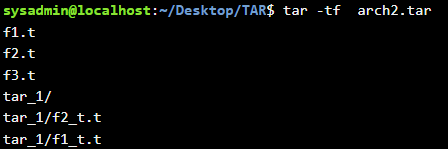 sysadmin@localhost:~/Desktop/TAR$ tar -tf  arch2.tar
f1.t
f2.t
f3.t
tar_1/
tar_1/f2_t.t
tar_1/f1_t.t